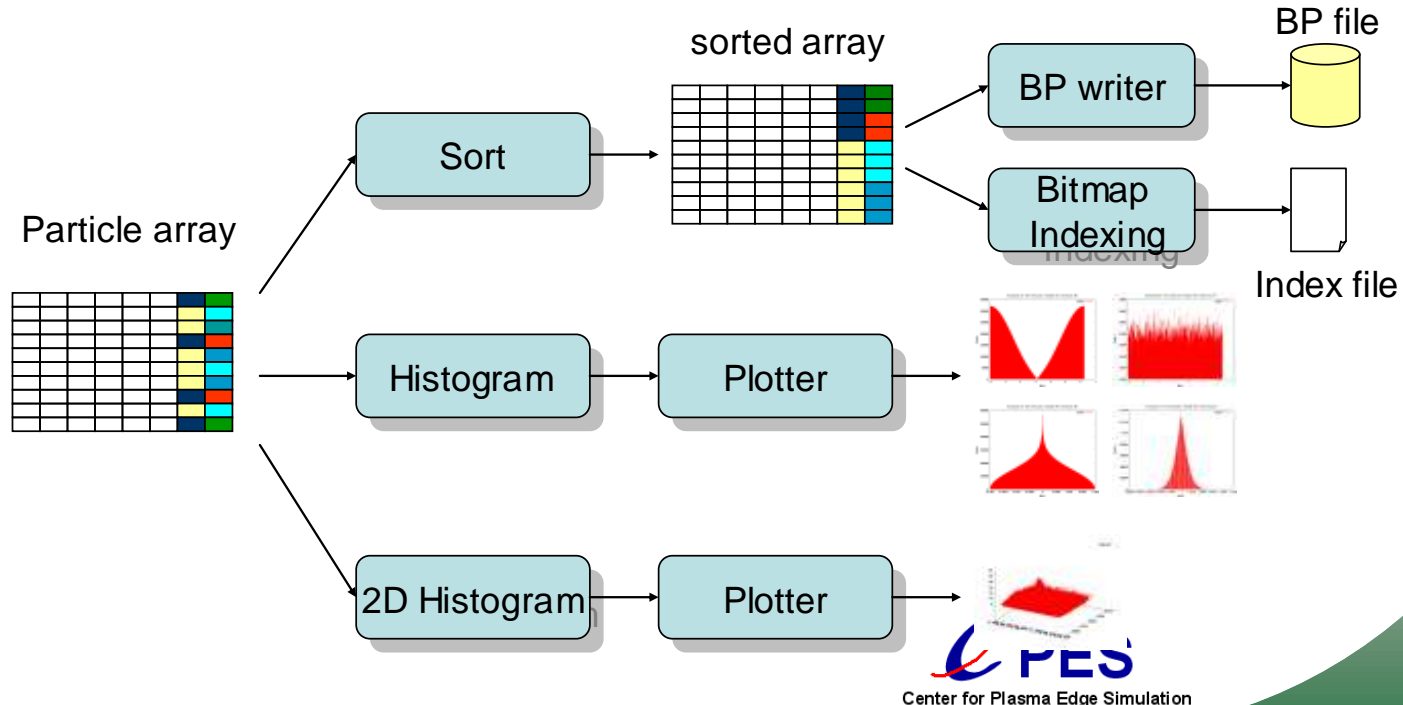 sorted array
BP file
BP writer
Sort
Bitmap
Indexing
Particle array
Index file
Histogram
Plotter
2D Histogram
Plotter
PES
Center for Plasma Edge Simulation